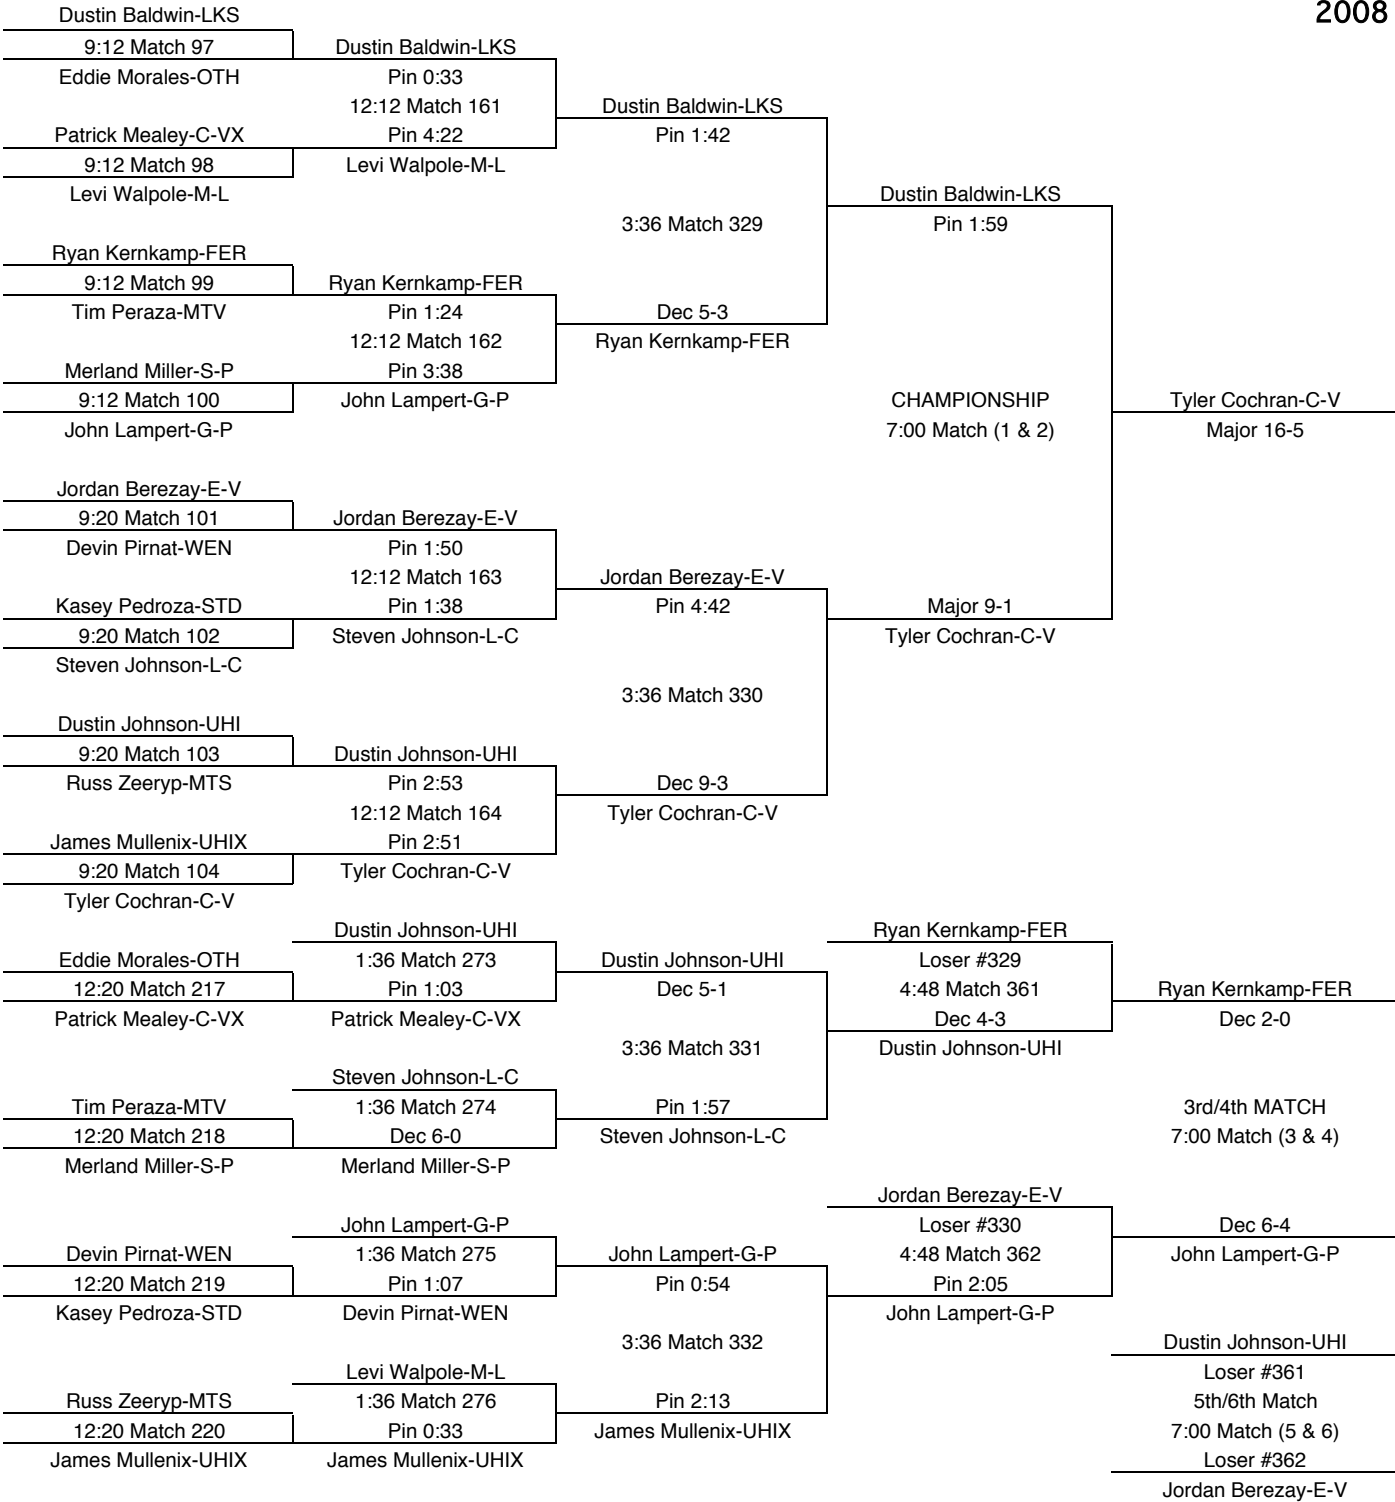 2008
Dustin Baldwin-LKS
9:12 Match 97
Dustin Baldwin-LKS
Eddie Morales-OTH
Pin 0:33
12:12 Match 161
Dustin Baldwin-LKS
Patrick Mealey-C-VX
Pin 4:22
Pin 1:42
9:12 Match 98
Levi Walpole-M-L
Levi Walpole-M-L
Dustin Baldwin-LKS
3:36 Match 329
Pin 1:59
Ryan Kernkamp-FER
9:12 Match 99
Ryan Kernkamp-FER
Tim Peraza-MTV
Pin 1:24
Dec 5-3
12:12 Match 162
Ryan Kernkamp-FER
Merland Miller-S-P
Pin 3:38
9:12 Match 100
John Lampert-G-P
CHAMPIONSHIP
Tyler Cochran-C-V
John Lampert-G-P
7:00 Match (1 & 2)
Major 16-5
Jordan Berezay-E-V
9:20 Match 101
Jordan Berezay-E-V
Devin Pirnat-WEN
Pin 1:50
12:12 Match 163
Jordan Berezay-E-V
Kasey Pedroza-STD
Pin 1:38
Pin 4:42
Major 9-1
9:20 Match 102
Steven Johnson-L-C
Tyler Cochran-C-V
Steven Johnson-L-C
3:36 Match 330
Dustin Johnson-UHI
9:20 Match 103
Dustin Johnson-UHI
Russ Zeeryp-MTS
Pin 2:53
Dec 9-3
12:12 Match 164
Tyler Cochran-C-V
James Mullenix-UHIX
Pin 2:51
9:20 Match 104
Tyler Cochran-C-V
Tyler Cochran-C-V
Dustin Johnson-UHI
Ryan Kernkamp-FER
Eddie Morales-OTH
1:36 Match 273
Dustin Johnson-UHI
Loser #329
12:20 Match 217
Pin 1:03
Dec 5-1
4:48 Match 361
Ryan Kernkamp-FER
Patrick Mealey-C-VX
Patrick Mealey-C-VX
Dec 4-3
Dec 2-0
3:36 Match 331
Dustin Johnson-UHI
Steven Johnson-L-C
Tim Peraza-MTV
1:36 Match 274
Pin 1:57
3rd/4th MATCH
12:20 Match 218
Dec 6-0
Steven Johnson-L-C
7:00 Match (3 & 4)
Merland Miller-S-P
Merland Miller-S-P
Jordan Berezay-E-V
John Lampert-G-P
Loser #330
Dec 6-4
Devin Pirnat-WEN
1:36 Match 275
John Lampert-G-P
4:48 Match 362
John Lampert-G-P
12:20 Match 219
Pin 1:07
Pin 0:54
Pin 2:05
Kasey Pedroza-STD
Devin Pirnat-WEN
John Lampert-G-P
3:36 Match 332
Dustin Johnson-UHI
Levi Walpole-M-L
Loser #361
Russ Zeeryp-MTS
1:36 Match 276
Pin 2:13
5th/6th Match
12:20 Match 220
Pin 0:33
James Mullenix-UHIX
7:00 Match (5 & 6)
James Mullenix-UHIX
James Mullenix-UHIX
Loser #362
Jordan Berezay-E-V